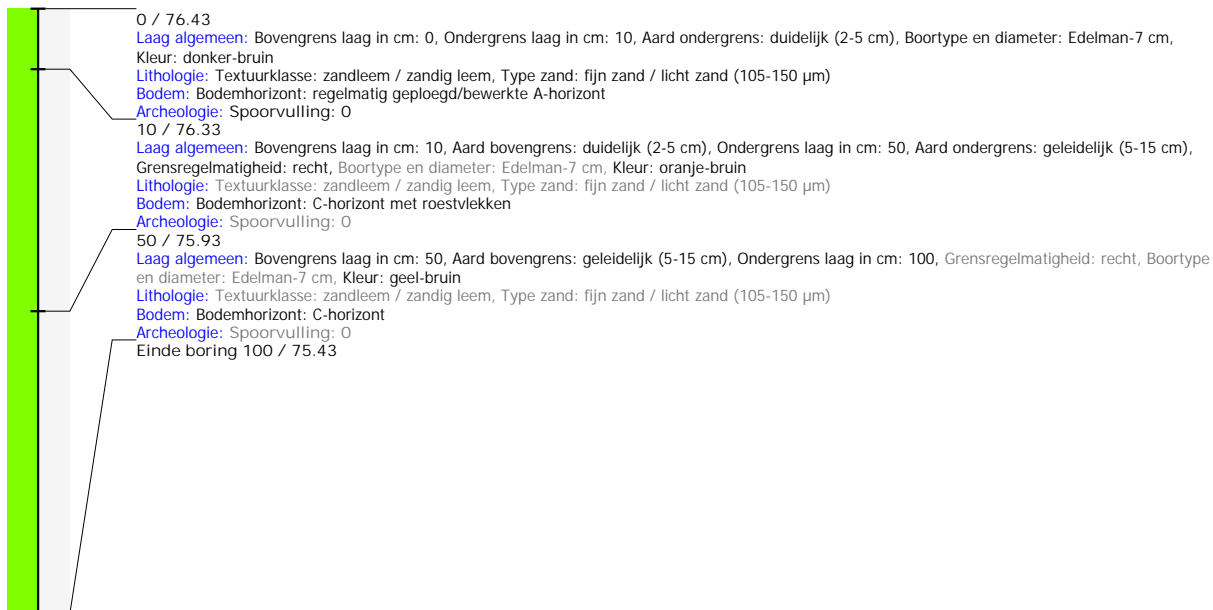 0 / 76.43
Laag algemeen: Bovengrens laag in cm: 0, Ondergrens laag in cm: 10, Aard ondergrens: duidelijk (2-5 cm), Boortype en diameter: Edelman-7 cm,
Kleur: donker-bruin
Lithologie: Textuurklasse: zandleem / zandig leem, Type zand: fijn zand / licht zand (105-150 µm)
Bodem: Bodemhorizont: regelmatig geploegd/bewerkte A-horizont
Archeologie: Spoorvulling: 0
10 / 76.33
Laag algemeen: Bovengrens laag in cm: 10, Aard bovengrens: duidelijk (2-5 cm), Ondergrens laag in cm: 50, Aard ondergrens: geleidelijk (5-15 cm),
Grensregelmatigheid: recht, Boortype en diameter: Edelman-7 cm, Kleur: oranje-bruin
Lithologie: Textuurklasse: zandleem / zandig leem, Type zand: fijn zand / licht zand (105-150 µm)
Bodem: Bodemhorizont: C-horizont met roestvlekken
Archeologie: Spoorvulling: 0
50 / 75.93
Laag algemeen: Bovengrens laag in cm: 50, Aard bovengrens: geleidelijk (5-15 cm), Ondergrens laag in cm: 100, Grensregelmatigheid: recht, Boortype
en diameter: Edelman-7 cm, Kleur: geel-bruin
Lithologie: Textuurklasse: zandleem / zandig leem, Type zand: fijn zand / licht zand (105-150 µm)
Bodem: Bodemhorizont: C-horizont
Archeologie: Spoorvulling: 0
Einde boring 100 / 75.43